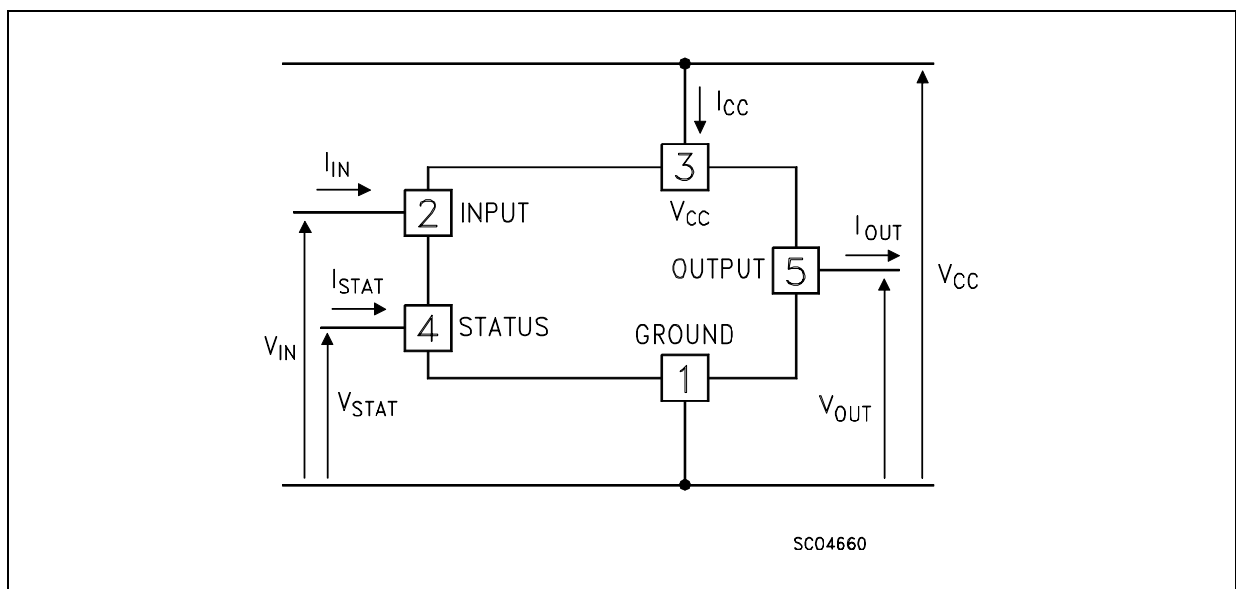 I_CC
3
V_CC
I_IN
2 INPUT
I_OUT
OUTPUT 5
V_CC
I_STAT
4 STATUS
GROUND
1
V_IN
V_STAT
V_OUT
SC04660